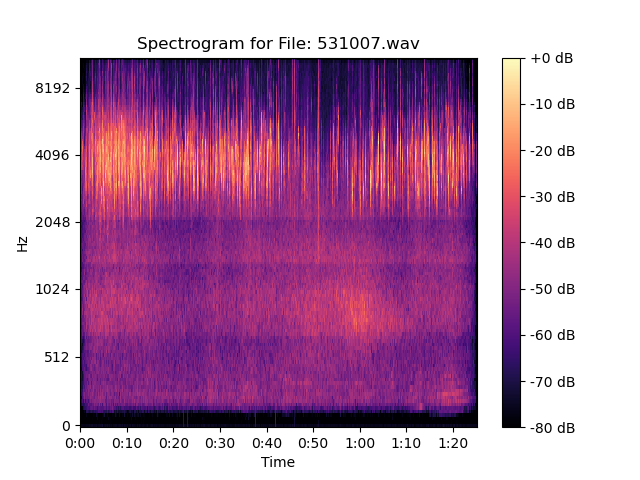 Spectrogram for File: 531007.wav
+0 dB
8192
-10 dB
4096
-20 dB
-30 dB
2048
-40 dB
Hz
1024
-50 dB
512
-60 dB
-70 dB
0
-80 dB
0:00 0:10 0:20 0:30 0:40 0:50 1:00 1:10 1:20
Time